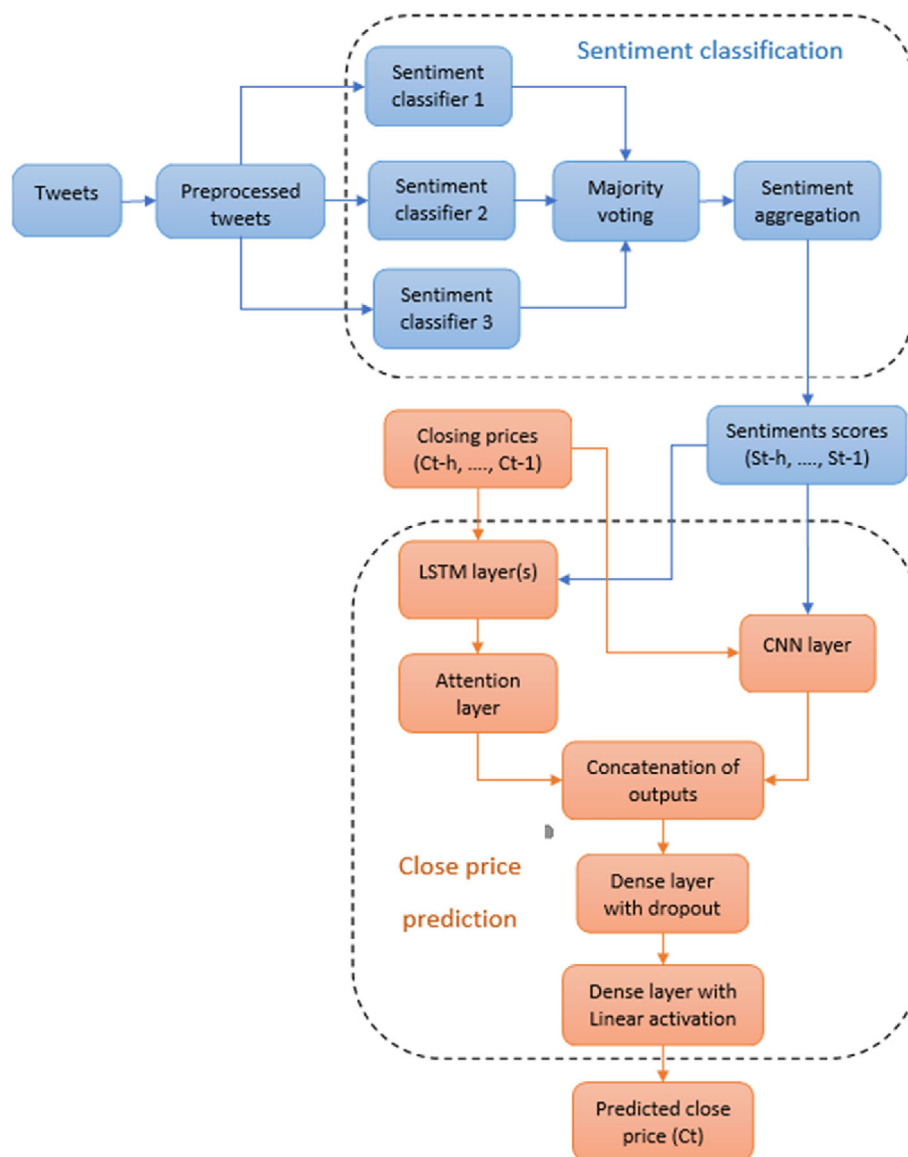 Sentiment classification
Sentiment
classifier 1
Tweets
Preprocessed
tweets
Sentiment
classifier 2
Majority
voting
Sentiment
aggregation
Sentiment
classifier 3
Closing prices
(Ct-h, ...., Ct-1)
Sentiments scores
(St-h, ...., St-1)
LSTM layer(s)
CNN layer
Attention
layer
Concatenation of
outputs
Close price
prediction
Dense layer
with dropout
Dense layer with
Linear activation
Predicted close
price (Ct)